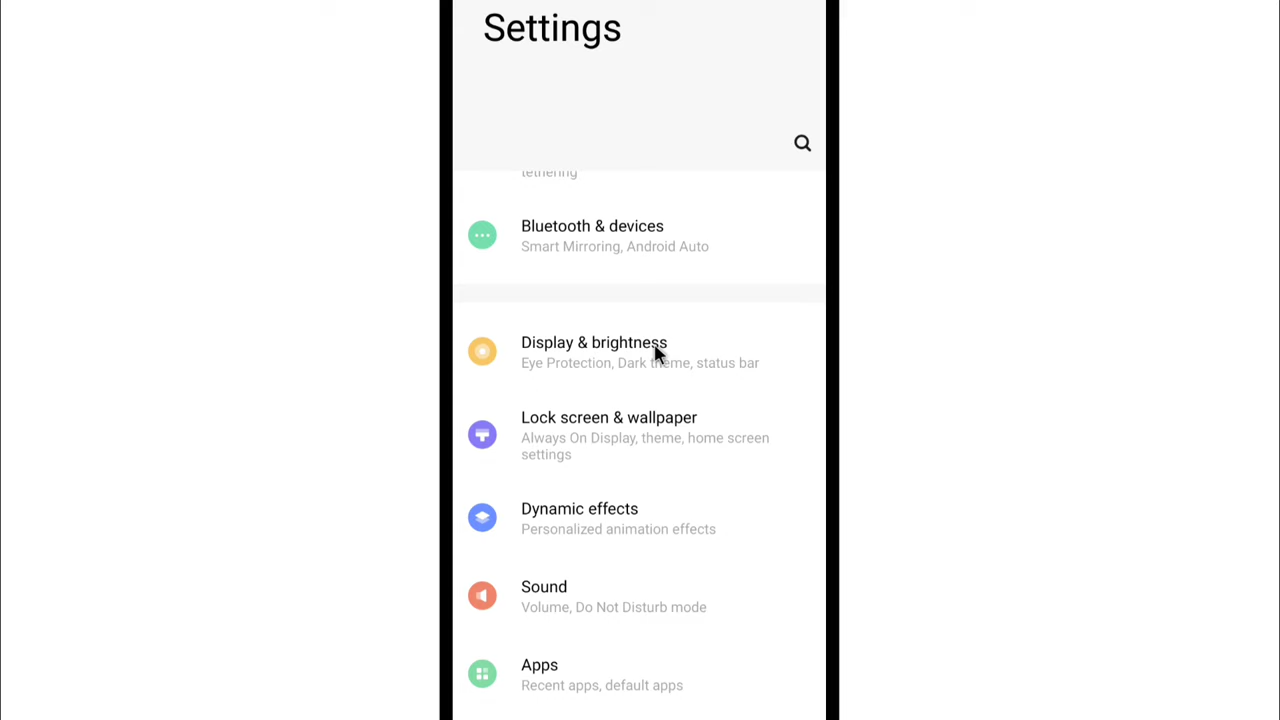 Settings
tethering
Bluetooth & devices
Smart Mirroring, Android Auto
Display & brightness
Eye Protection, Dark theme, status bar
Lock screen & wallpaper
Always On Display, theme, home screen
settings
Dynamic effects
Personalized animation effects
Sound
Volume, Do Not Disturb mode
Apps
Recent apps, default apps